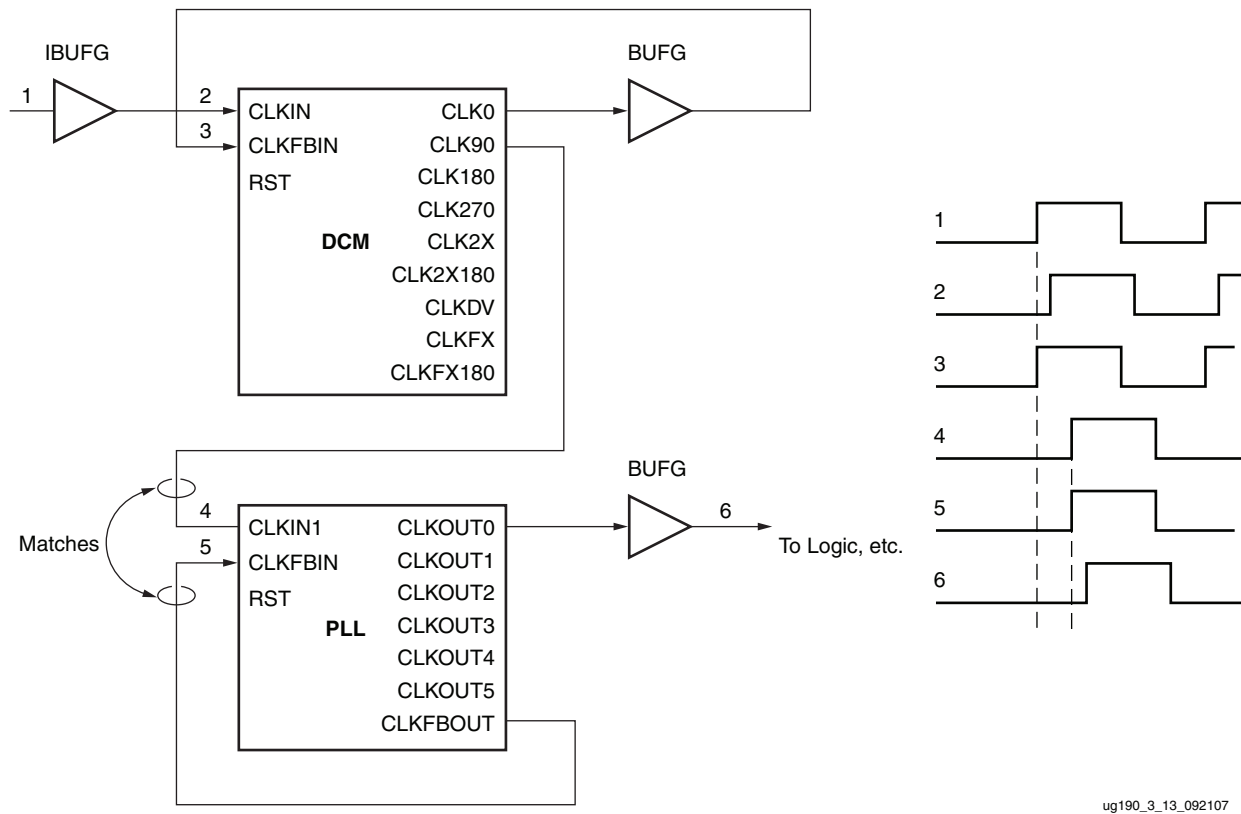 IBUFG
BUFG
1
2
3
CLKIN
CLKFBIN
RST
DCM
CLK0
CLK90
CLK180
CLK270
CLK2X
CLK2X180
CLKDV
CLKFX
CLKFX180
Matches
4
5
CLKIN1
CLKFBIN
RST
PLL
CLKOUT0
CLKOUT1
CLKOUT2
CLKOUT3
CLKOUT4
CLKOUT5
CLKFBOUT
BUFG
6
To Logic, etc.
1
2
3
4
5
6
ug190_3_13_092107